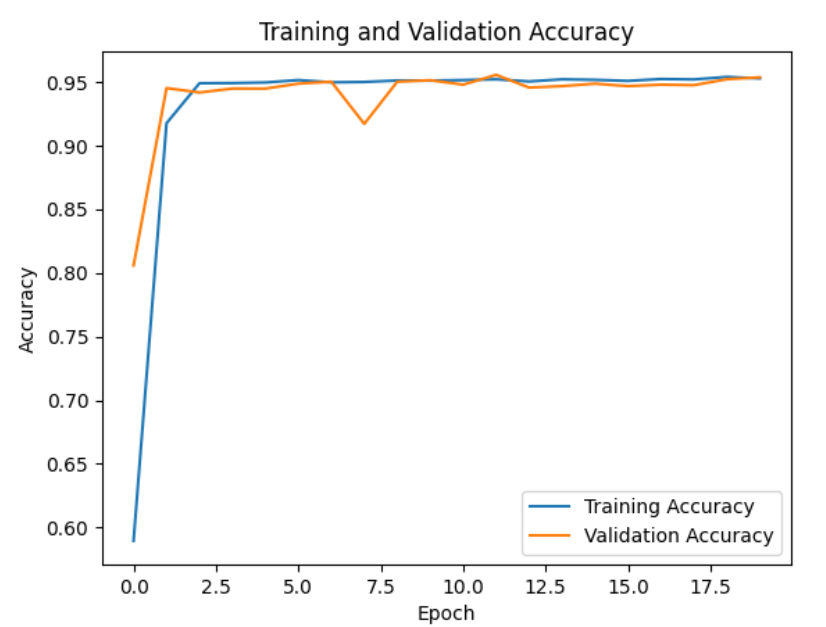 Training and Validation Accuracy
Accuracy
0.95
0.90
0.85
0.80
0.75
0.70
0.65
0.60
Training Accuracy
Validation Accuracy
0.0 2.5 5.0 7.5 10.0 12.5 15.0 17.5
Epoch